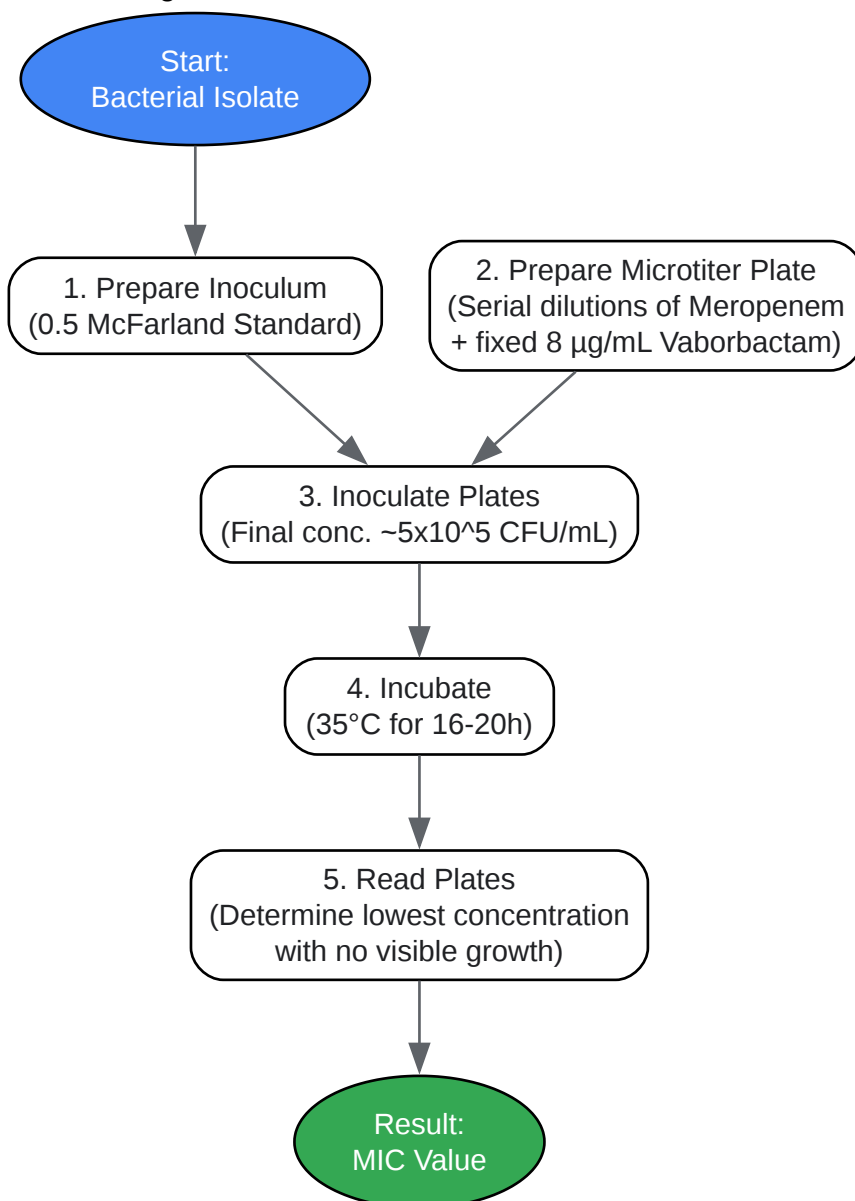 Start:
Bacterial Isolate
1. Prepare Inoculum
(0.5 McFarland Standard)
2. Prepare Microtiter Plate
(Serial dilutions of Meropenem
+ fixed 8 µg/mL Vaborbactam)
3. Inoculate Plates
(Final conc. ~5x10^5 CFU/mL)
4. Incubate
(35°C for 16-20h)
5. Read Plates
(Determine lowest concentration
with no visible growth)
Result:
MIC Value